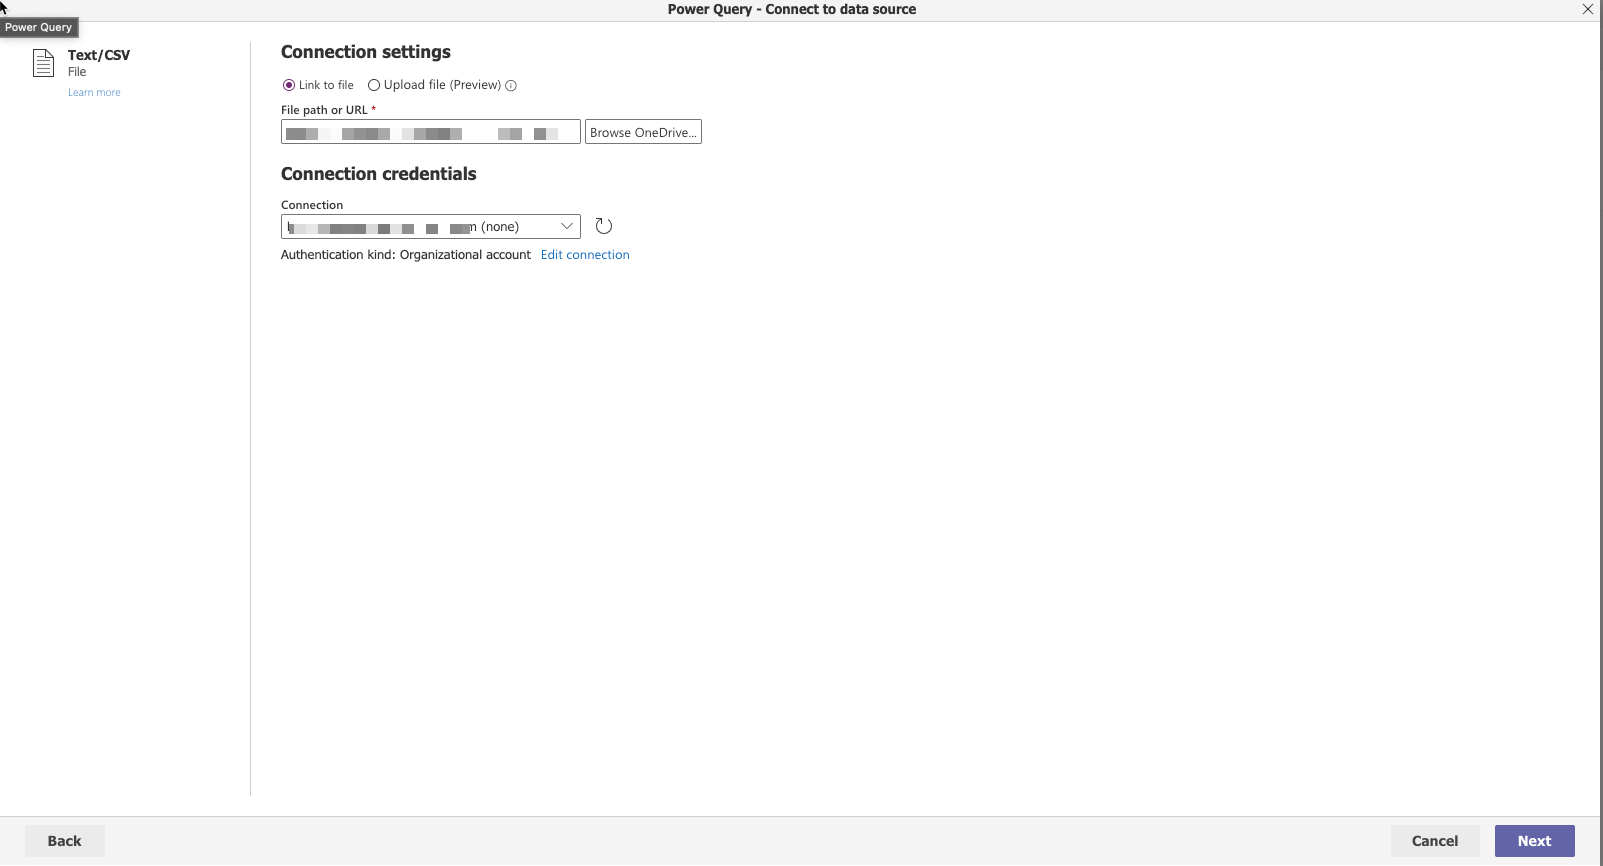 Power Query - Connect to data source
Power Query
Text/CSV
File
Learn more
Connection settings
Link to file
Upload file (Preview)
File path or URL *
Browse OneDrive...
Connection credentials
Connection
m (none)
Authentication kind: Organizational account Edit connection
Back
Cancel
Next